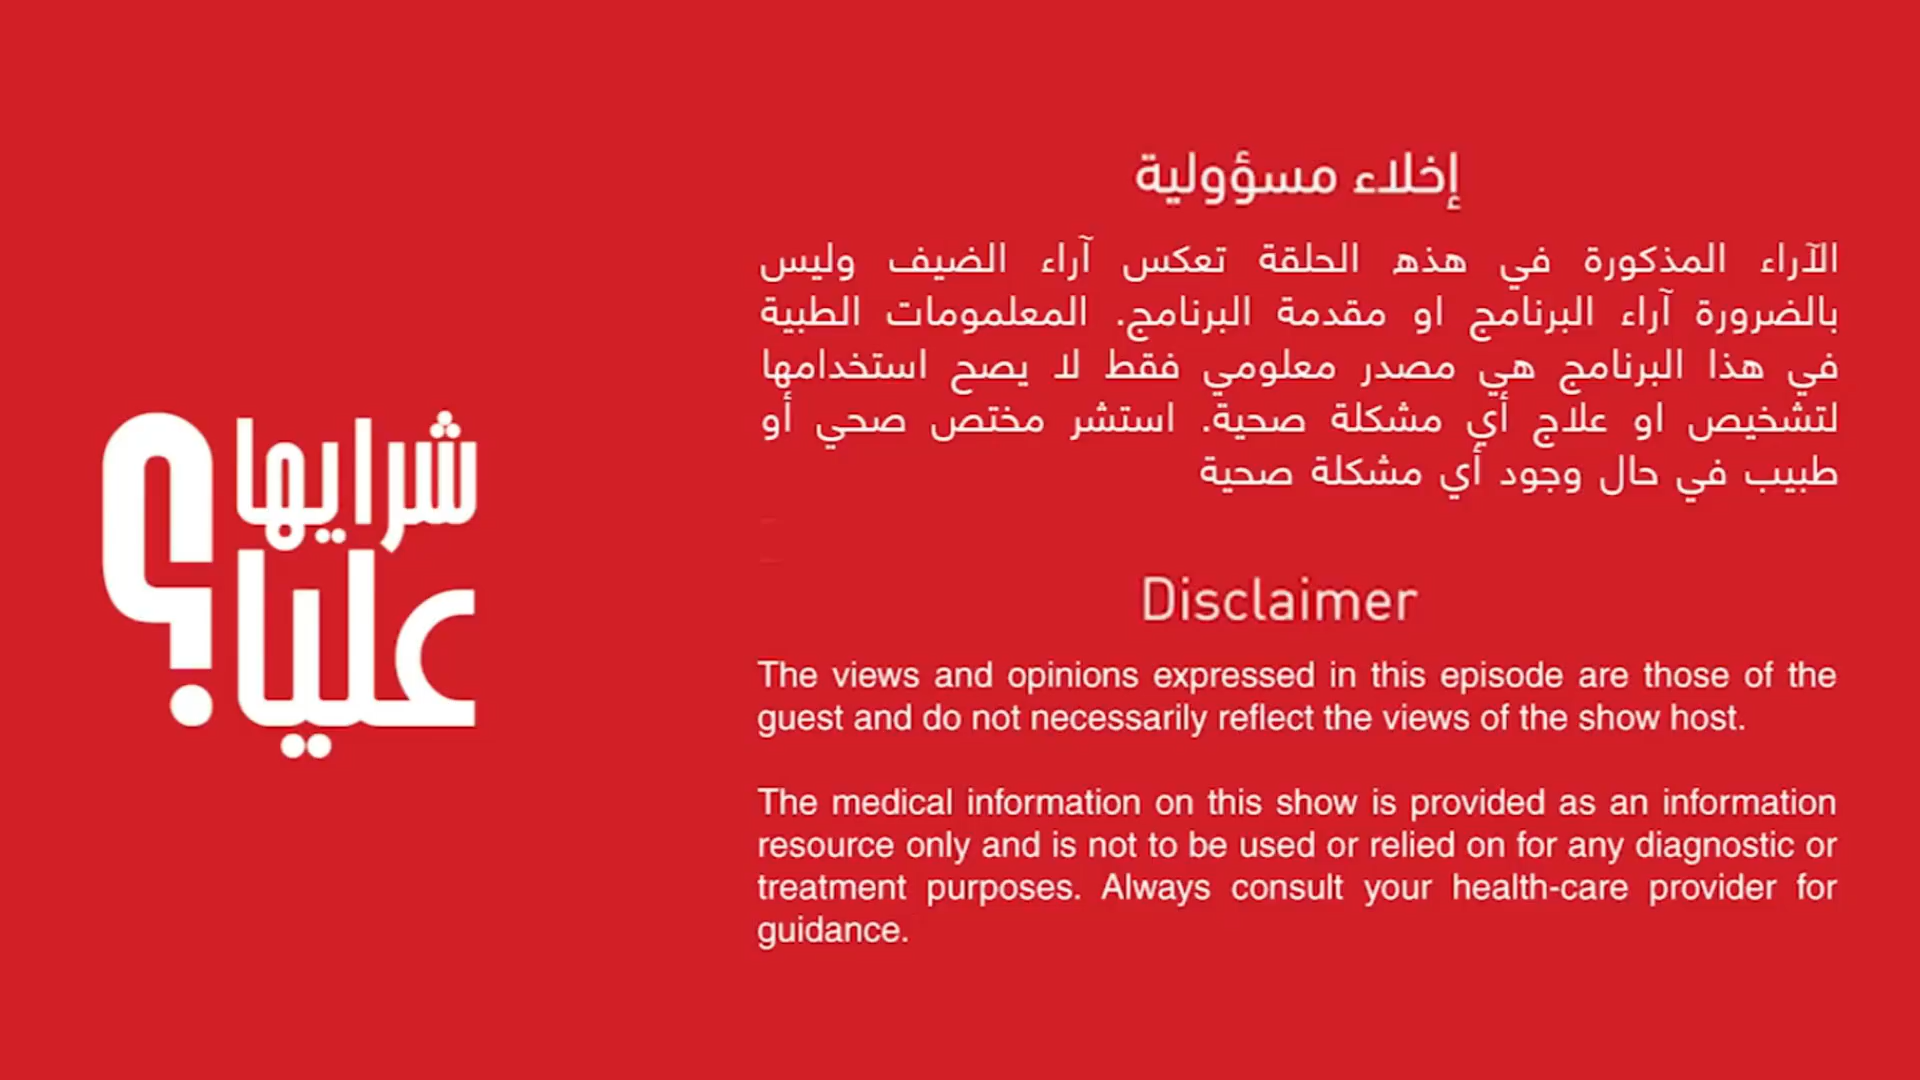 شرايها
عليا؟
إخلاء مسؤولية
الآراء المذكورة في هذه الحلقة تعكس آراء الضيف وليس
بالضرورة آراء البرنامج او مقدمة البرنامج. المعلمومات الطبية
في هذا البرنامج هي مصدر معلومي فقط لا يصح استخدامها
لتشخيص او علاج أي مشكلة صحية. استشر مختص صحي أو
طبيب في حال وجود أي مشكلة صحية
Disclaimer
The views and opinions expressed in this episode are those of the
guest and do not necessarily reflect the views of the show host.
The medical information on this show is provided as an information
resource only and is not to be used or relied on for any diagnostic or
treatment purposes. Always consult your health-care provider for
guidance.